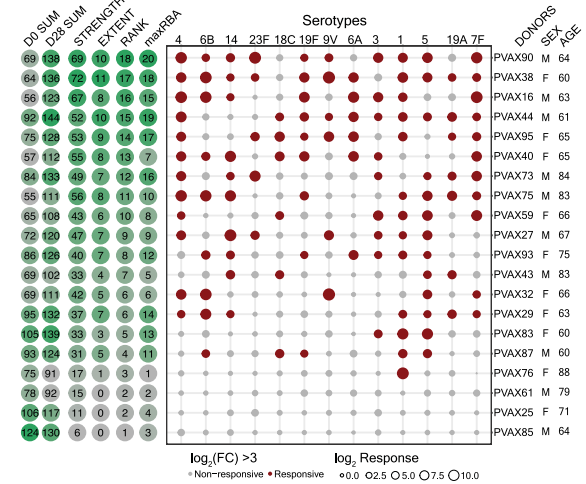 Serotypes
D0 SUM D28 SUM STRENGTH EXTENT RANK maxRBA 4 6B 14 23F 18C 19F 9V 6A 3 1 5 19A 7F DONORS SEX AGE
69 138 69 10 18 20 PVAX90 M 64
64 136 72 11 17 18 PVAX38 F 60
56 123 67 8 16 15 PVAX16 M 63
92 144 52 10 15 19 PVAX44 M 61
75 128 53 9 14 17 PVAX95 F 65
57 112 55 8 13 7 PVAX40 F 65
84 133 49 7 12 16 PVAX73 M 84
55 111 56 8 11 10 PVAX75 M 83
65 108 43 6 10 8 PVAX59 F 66
72 120 47 7 9 9 PVAX27 M 67
86 126 40 7 8 12 PVAX93 F 75
69 102 33 4 7 5 PVAX43 M 83
69 111 42 5 6 6 PVAX32 F 66
95 132 37 7 6 14 PVAX29 F 63
105 139 33 3 5 13 PVAX83 F 60
93 124 31 5 4 11 PVAX87 M 60
75 91 17 1 3 1 PVAX76 F 88
78 92 15 0 2 2 PVAX61 M 79
106 117 11 0 2 4 PVAX25 F 71
124 130 6 0 1 3 PVAX85 M 64
log2(FC) >3 log2 Response
Non-responsive Responsive 0.0 2.5 5.0 7.5 10.0